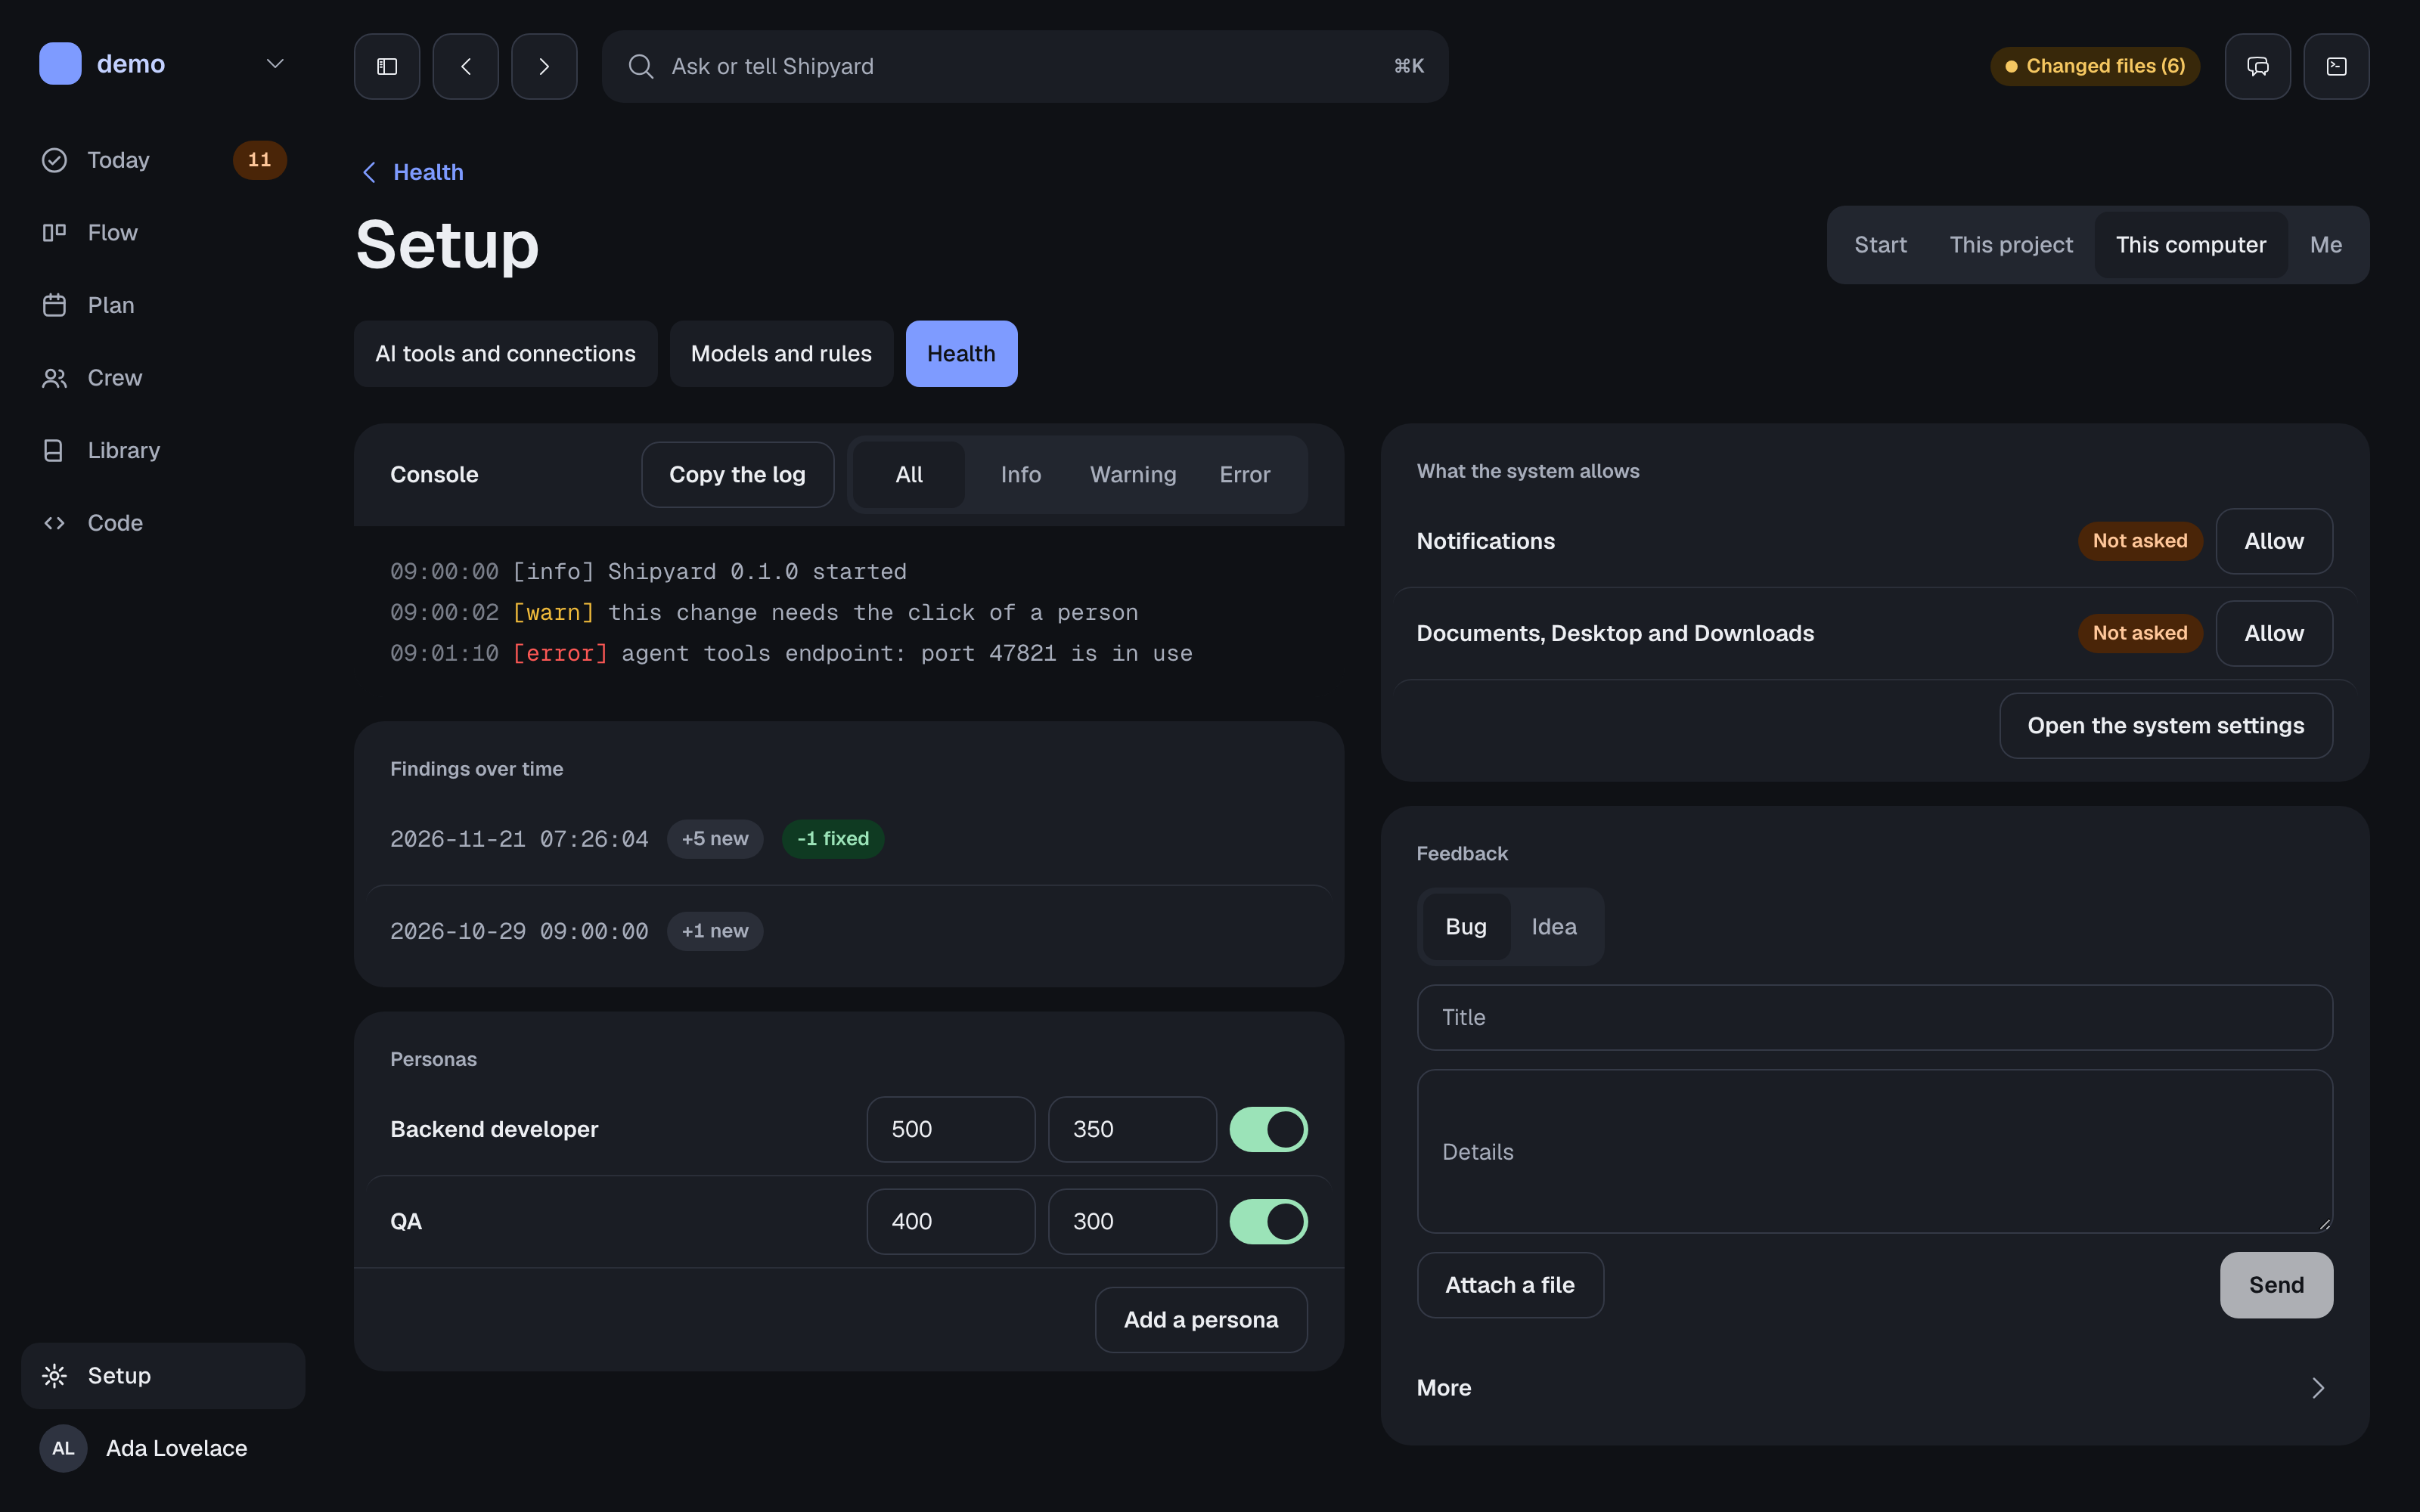 demo
Ask or tell Shipyard
⌘K
Changed files (6)
Today
11
Flow
Plan
Crew
Library
Code
Setup
AL
Ada Lovelace
Health
Setup
Start
This project
This computer
Me
AI tools and connections
Models and rules
Health
Console
Copy the log
All
Info
Warning
Error
09:00:00 [info] Shipyard 0.1.0 started
09:00:02 [warn] this change needs the click of a person
09:01:10 [error] agent tools endpoint: port 47821 is in use
Findings over time
2026-11-21 07:26:04 +5 new -1 fixed
2026-10-29 09:00:00 +1 new
Personas
Backend developer
500
350
QA
400
300
Add a persona
What the system allows
Notifications
Not asked
Allow
Documents, Desktop and Downloads
Not asked
Allow
Open the system settings
Feedback
Bug
Idea
Title
Details
Attach a file
Send
More